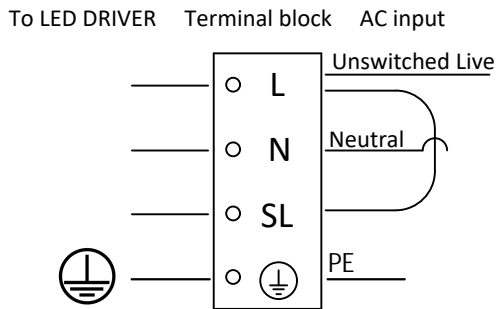 To LED DRIVER Terminal block AC input
Unswitched Live
L
N Neutral
SL
PE